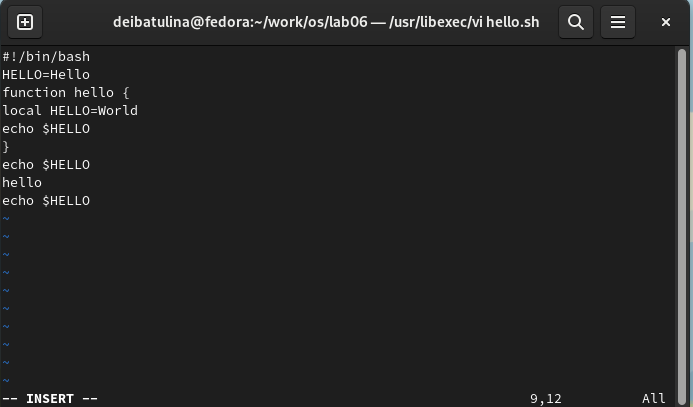 deibatulina@fedora:~/work/os/lab06 — /usr/libexec/vi hello.sh
#!/bin/bash
HELLO=Hello
function hello {
local HELLO=World
echo $HELLO
}
echo $HELLO
hello
echo $HELLO
~
~
~
~
~
~
~
~
~
~
-- INSERT -- 9,12 All